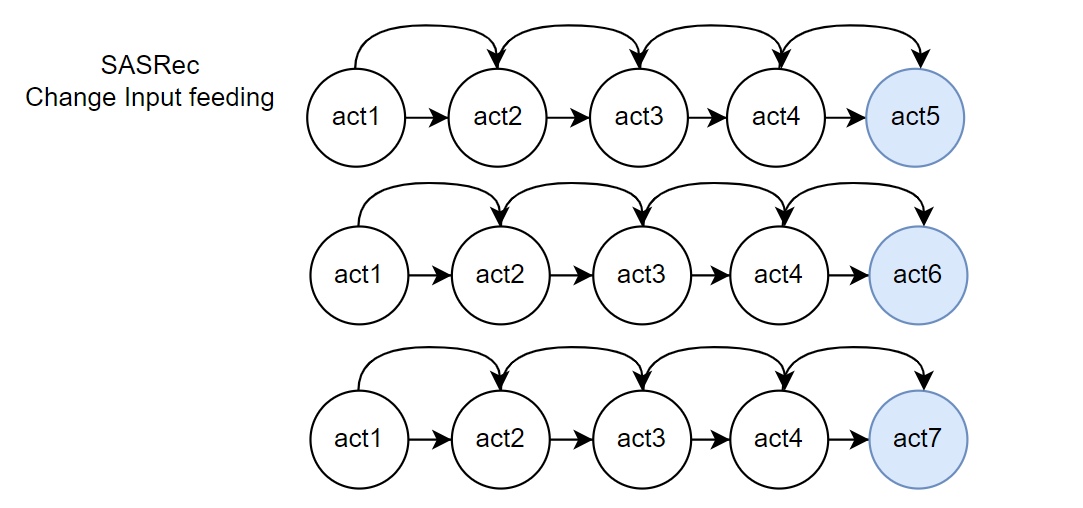 SASRec
Change Input feeding
act1 act2 act3 act4 act5
act1 act2 act3 act4 act6
act1 act2 act3 act4 act7